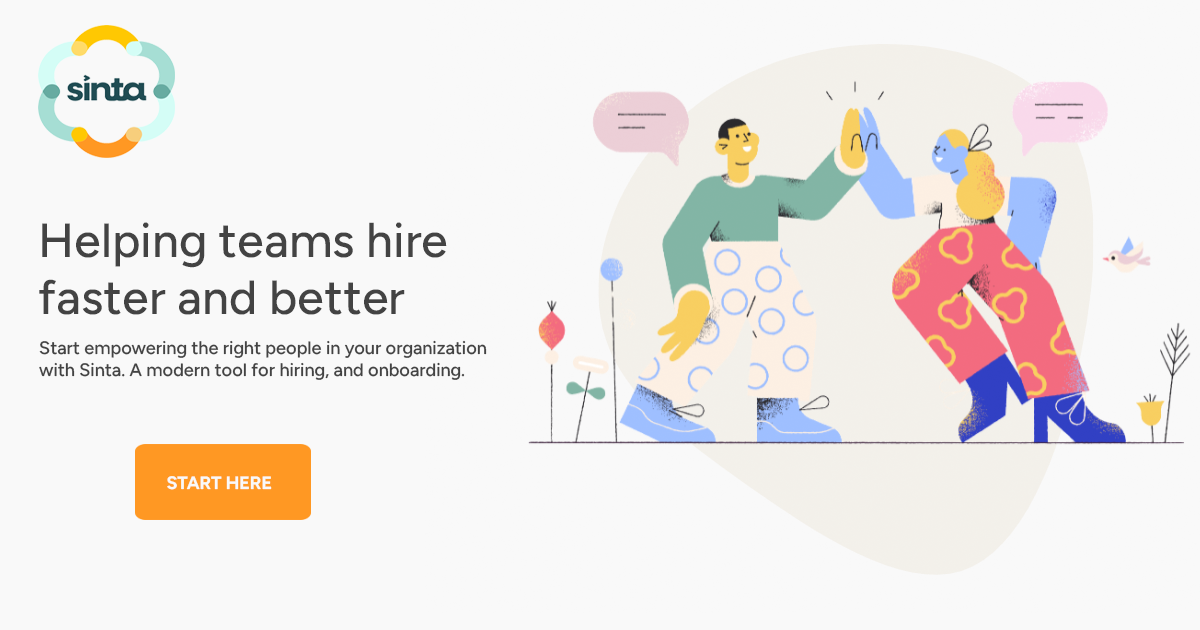 sinta
Helping teams hire
faster and better
Start empowering the right people in your organization
with Sinta. A modern tool for hiring, and onboarding.
START HERE